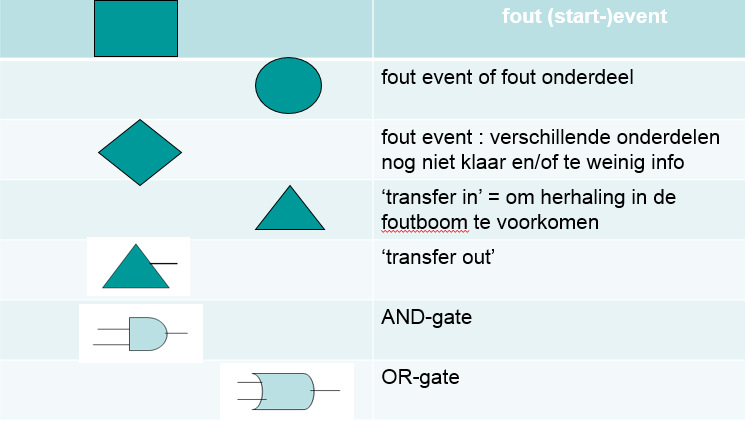 fout (start-)event
fout event of fout onderdeel
fout event : verschillende onderdelen
nog niet klaar en/of te weinig info
‘transfer in’ = om herhaling in de
foutboom te voorkomen
‘transfer out’
AND-gate
OR-gate